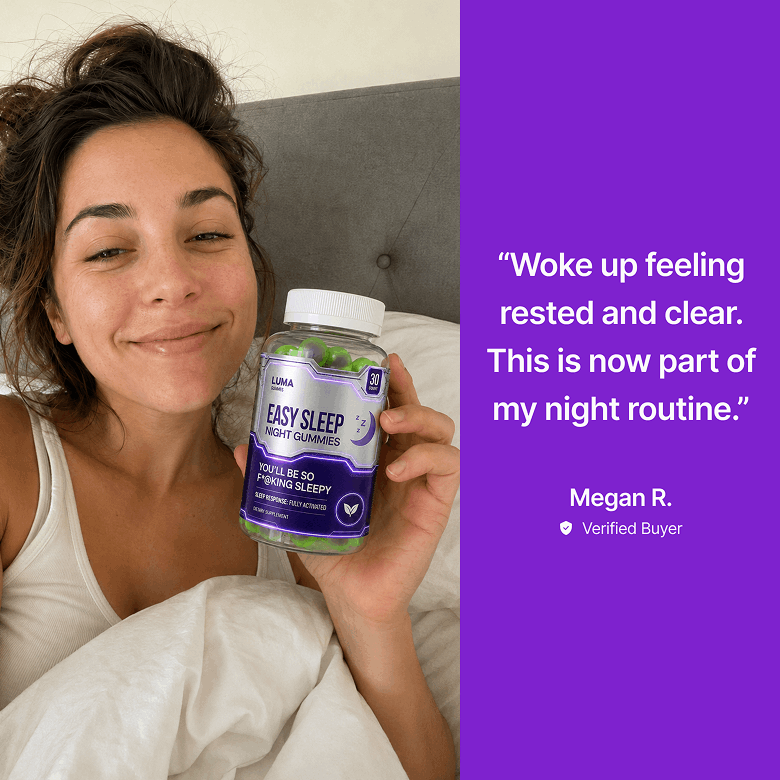 LUMA
GUMMIES
30
COUNT
EASY SLEEP
NIGHT GUMMIES
z z z
YOU'LL BE SO
F*@KING SLEEPY
SLEEP RESPONSE: FULLY ACTIVATED
DIETARY SUPPLEMENT
“Woke up feeling
rested and clear.
This is now part of
my night routine.”
Megan R.
Verified Buyer